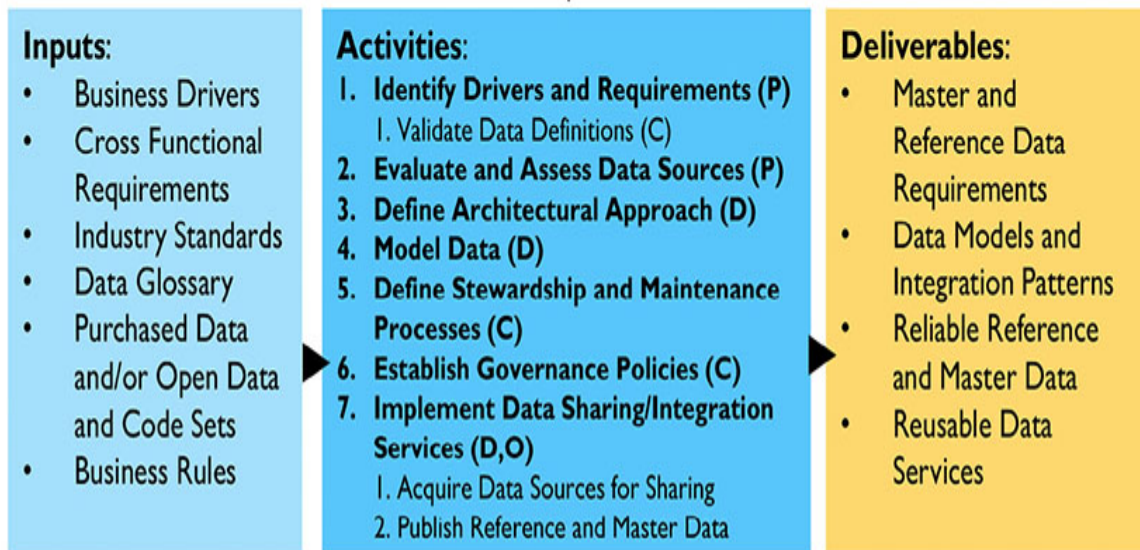 Inputs:
• Business Drivers
• Cross Functional
Requirements
• Industry Standards
• Data Glossary
• Purchased Data
and/or Open Data
and Code Sets
• Business Rules
Activities:
1. Identify Drivers and Requirements (P)
1. Validate Data Definitions (C)
2. Evaluate and Assess Data Sources (P)
3. Define Architectural Approach (D)
4. Model Data (D)
5. Define Stewardship and Maintenance
Processes (C)
6. Establish Governance Policies (C)
7. Implement Data Sharing/Integration
Services (D,O)
1. Acquire Data Sources for Sharing
2. Publish Reference and Master Data
Deliverables:
• Master and
Reference Data
Requirements
• Data Models and
Integration Patterns
• Reliable Reference
and Master Data
• Reusable Data
Services